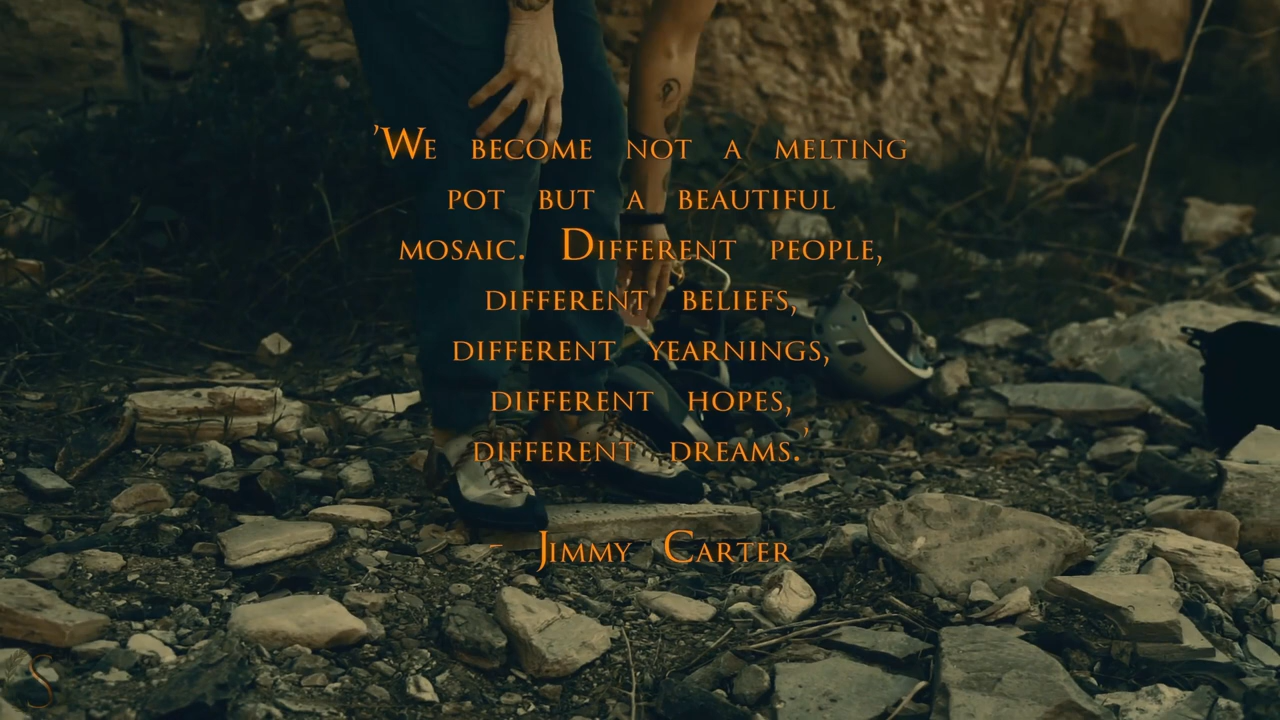 'We become not a melting
pot but a beautiful
mosaic. Different people,
different beliefs,
different yearnings,
different hopes,
different dreams.'
- Jimmy Carter
S